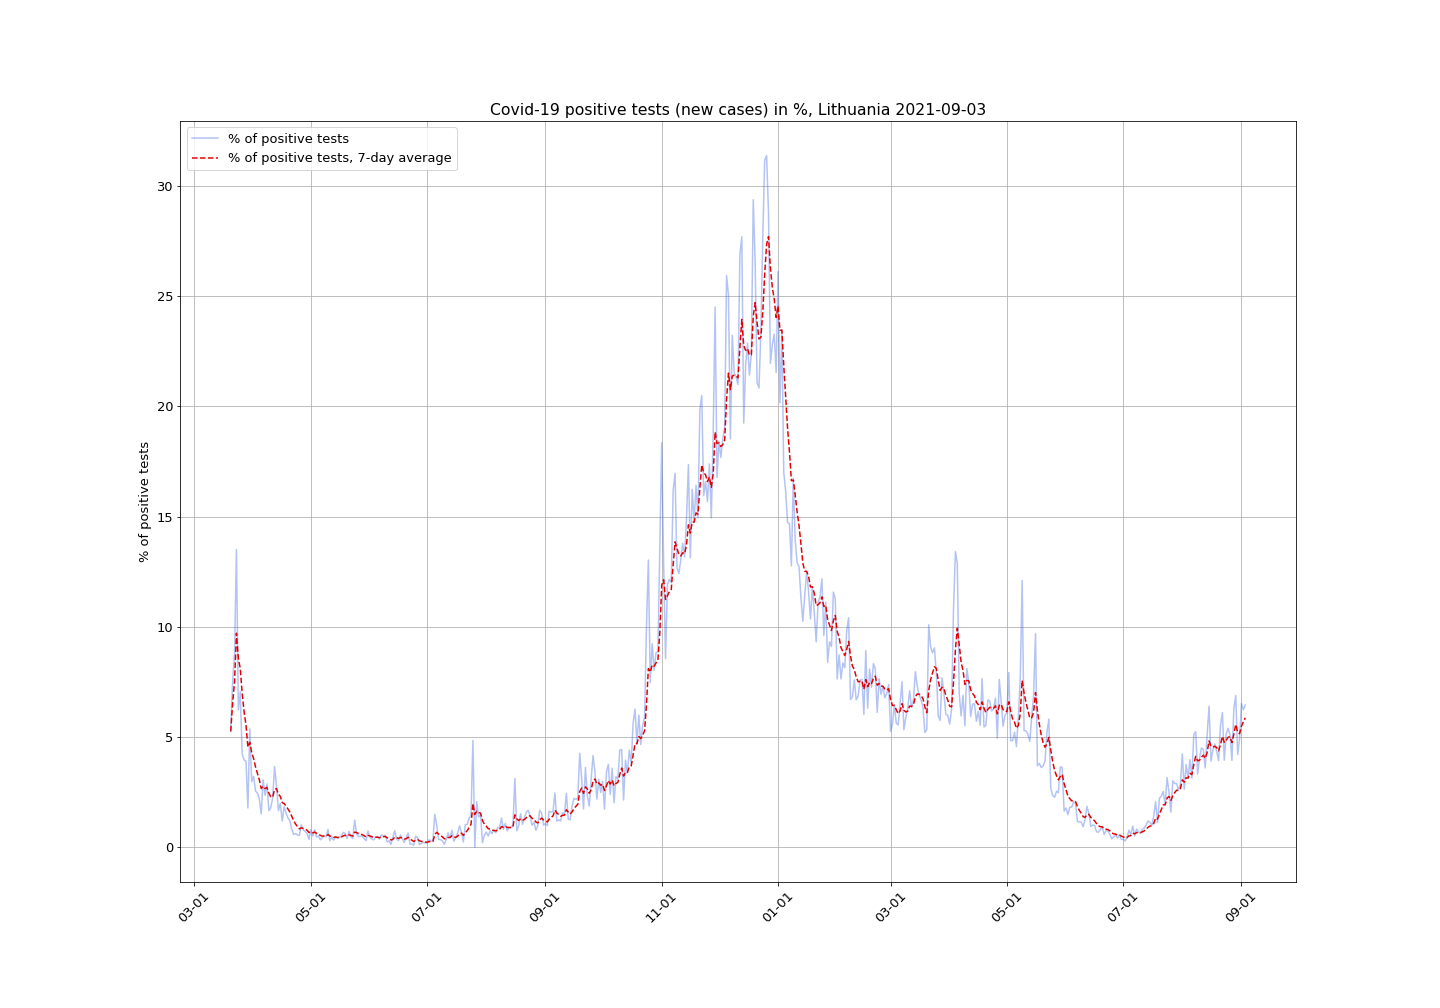 Covid-19 positive tests (new cases) in %, Lithuania 2021-09-03
% of positive tests
% of positive tests, 7-day average
% of positive tests
30
25
20
15
10
5
0
03-01 05-01 07-01 09-01 11-01 01-01 03-01 05-01 07-01 09-01